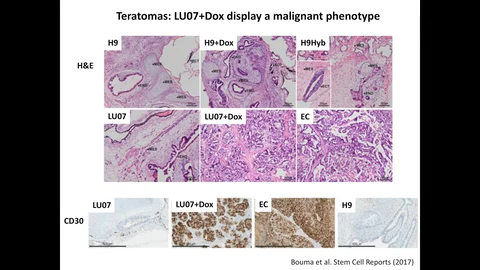 Teratomas: LU07+Dox display a malignant phenotype
H9
H9+Dox
H9Hyb
H&E
LU07
LU07+Dox
EC
CD30
LU07
LU07+Dox
EC
H9
Bouma et al. Stem Cell Reports (2017)